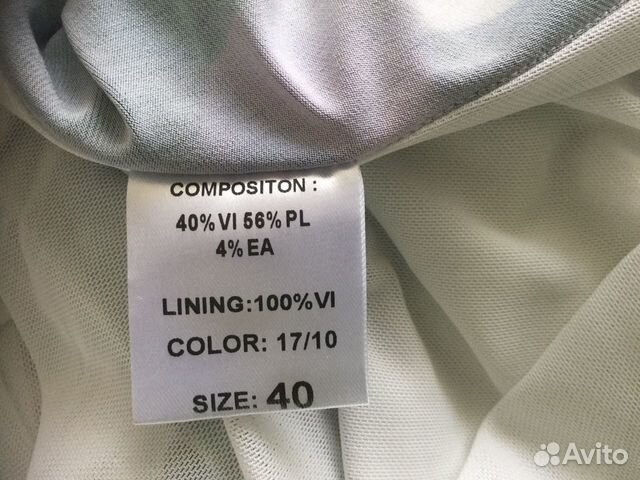 COMPOSITON :
40% VI 56% PL
4% EA
LINING:100%VI
COLOR: 17/10
SIZE: 40
Avito